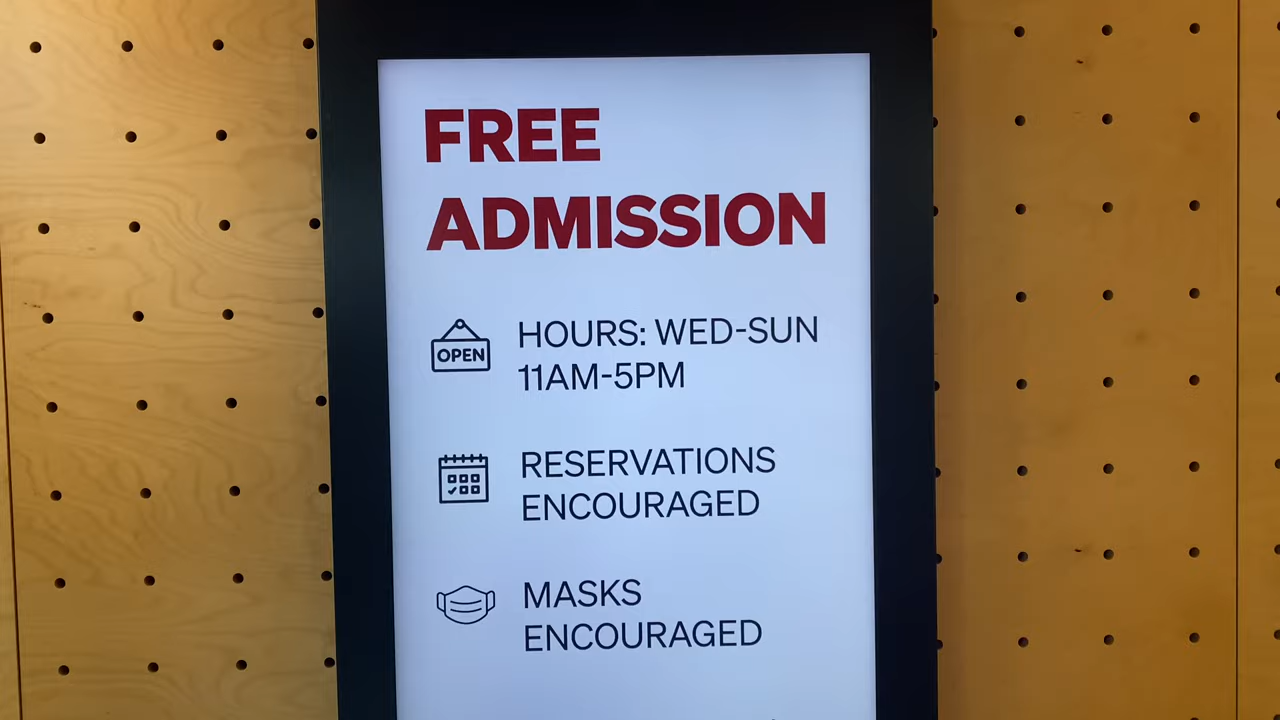 FREE
ADMISSION
OPEN
HOURS: WED-SUN
11AM-5PM
RESERVATIONS
ENCOURAGED
MASKS
ENCOURAGED